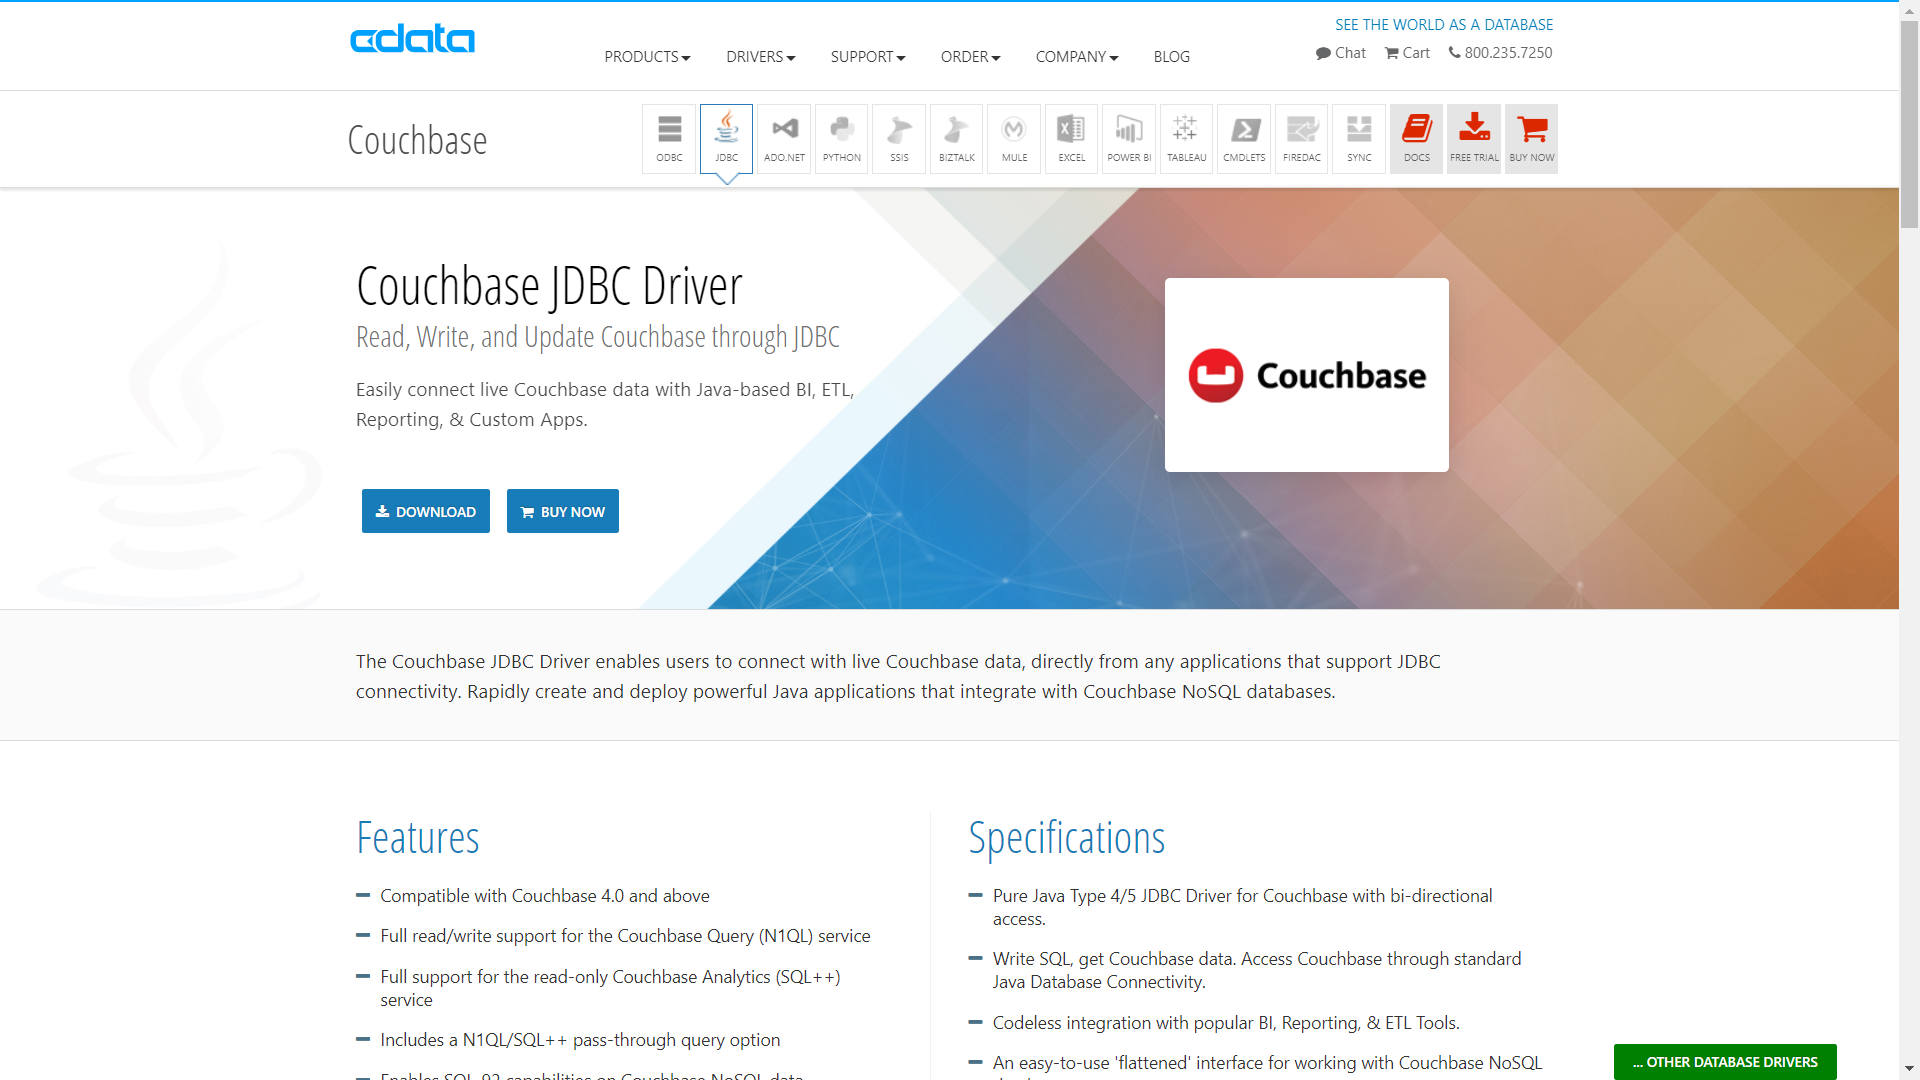 cdata
SEE THE WORLD AS A DATABASE
PRODUCTS DRIVERS SUPPORT ORDER COMPANY BLOG
Chat Cart 800.235.7250
Couchbase
ODBC JDBC ADO.NET PYTHON SSIS BIZTALK MULE EXCEL POWER BI TABLEAU CMDLETS FIREDAC SYNC DOCS FREE TRIAL BUY NOW
Couchbase JDBC Driver
Read, Write, and Update Couchbase through JDBC
Easily connect live Couchbase data with Java-based BI, ETL,
Reporting, & Custom Apps.
DOWNLOAD BUY NOW
Couchbase
The Couchbase JDBC Driver enables users to connect with live Couchbase data, directly from any applications that support JDBC
connectivity. Rapidly create and deploy powerful Java applications that integrate with Couchbase NoSQL databases.
Features
Compatible with Couchbase 4.0 and above
Full read/write support for the Couchbase Query (N1QL) service
Full support for the read-only Couchbase Analytics (SQL++)
service
Includes a N1QL/SQL++ pass-through query option
Enables SQL-92 capabilities on Couchbase NoSQL data
Specifications
Pure Java Type 4/5 JDBC Driver for Couchbase with bi-directional
access.
Write SQL, get Couchbase data. Access Couchbase through standard
Java Database Connectivity.
Codeless integration with popular BI, Reporting, & ETL Tools.
An easy-to-use 'flattened' interface for working with Couchbase NoSQL
... OTHER DATABASE DRIVERS